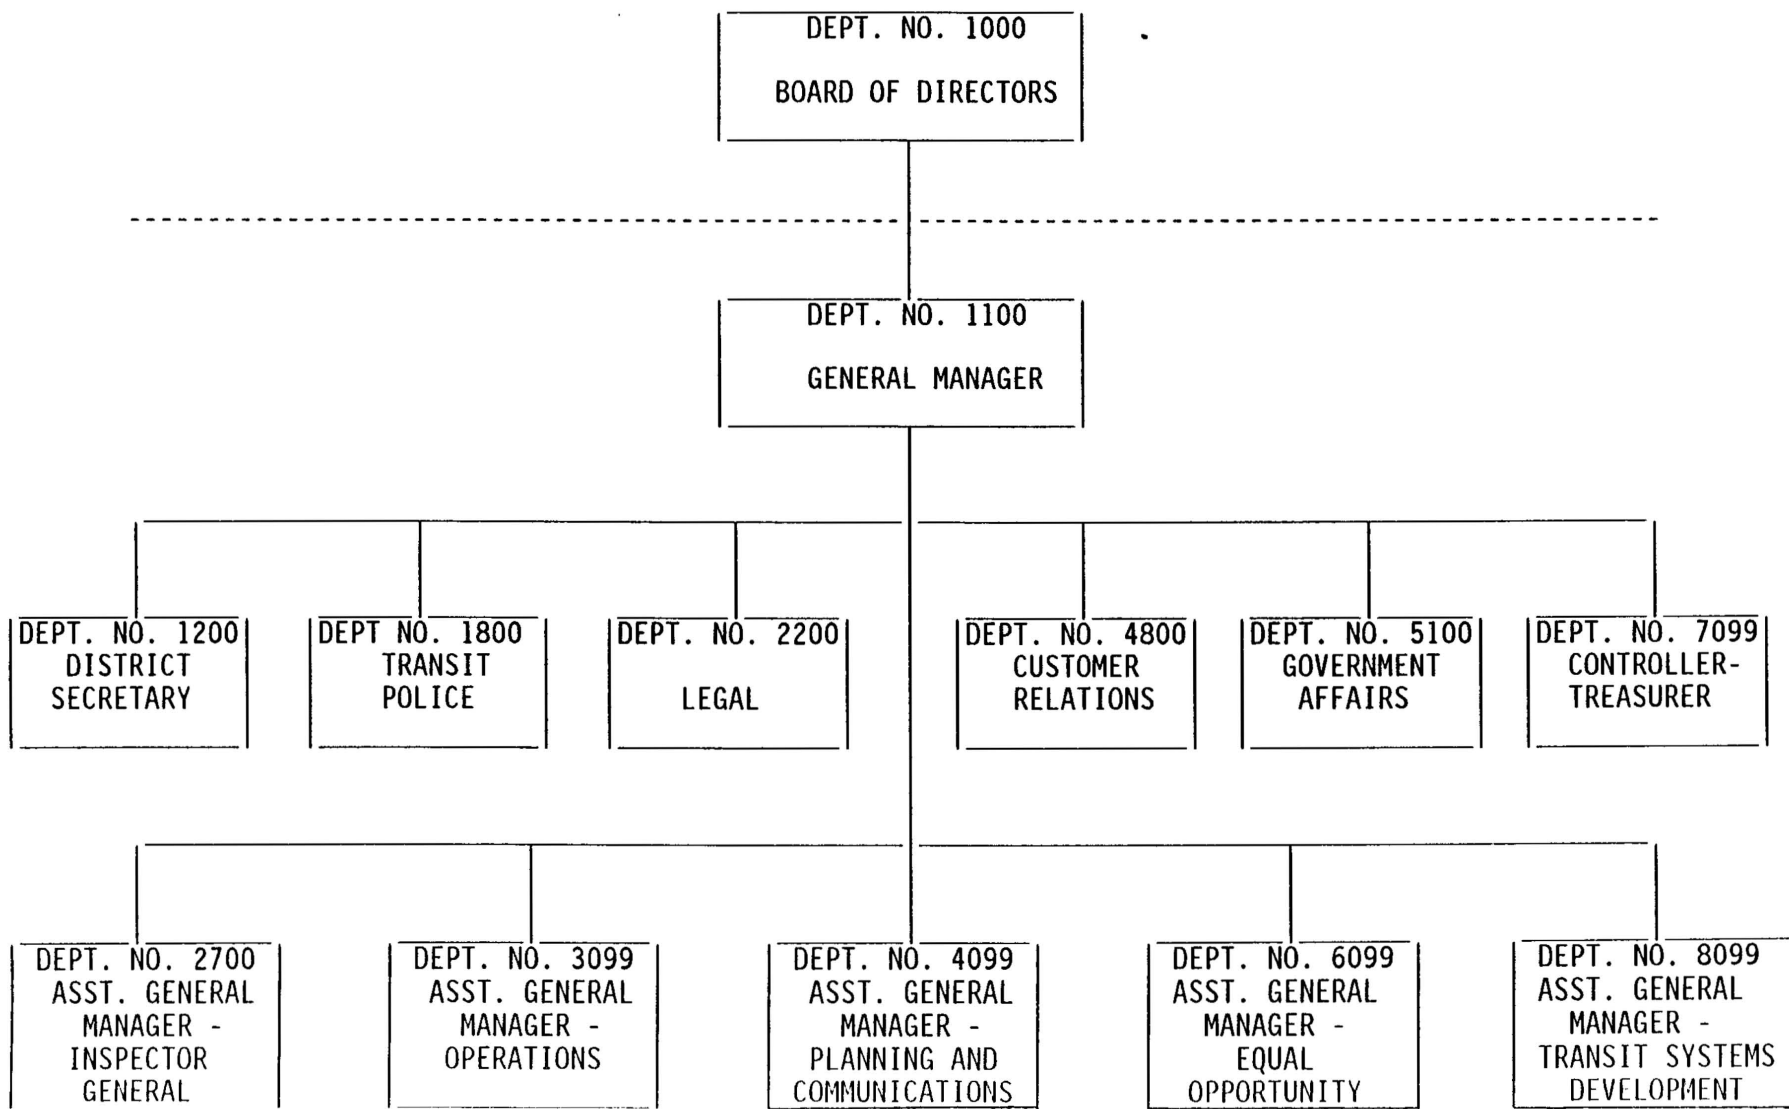 DEPT. NO. 1000
BOARD OF DIRECTORS
DEPT. NO. 1100
GENERAL MANAGER
DEPT. NO. 1200
DISTRICT
SECRETARY
DEPT NO. 1800
TRANSIT
POLICE
DEPT. NO. 2200
LEGAL
DEPT. NO. 4800
CUSTOMER
RELATIONS
DEPT. NO. 5100
GOVERNMENT
AFFAIRS
DEPT. NO. 7099
CONTROLLER-
TREASURER
DEPT. NO. 2700
ASST. GENERAL
MANAGER -
INSPECTOR
GENERAL
DEPT. NO. 3099
ASST. GENERAL
MANAGER -
OPERATIONS
DEPT. NO. 4099
ASST. GENERAL
MANAGER -
PLANNING AND
COMMUNICATIONS
DEPT. NO. 6099
ASST. GENERAL
MANAGER -
EQUAL
OPPORTUNITY
DEPT. NO. 8099
ASST. GENERAL
MANAGER -
TRANSIT SYSTEMS
DEVELOPMENT